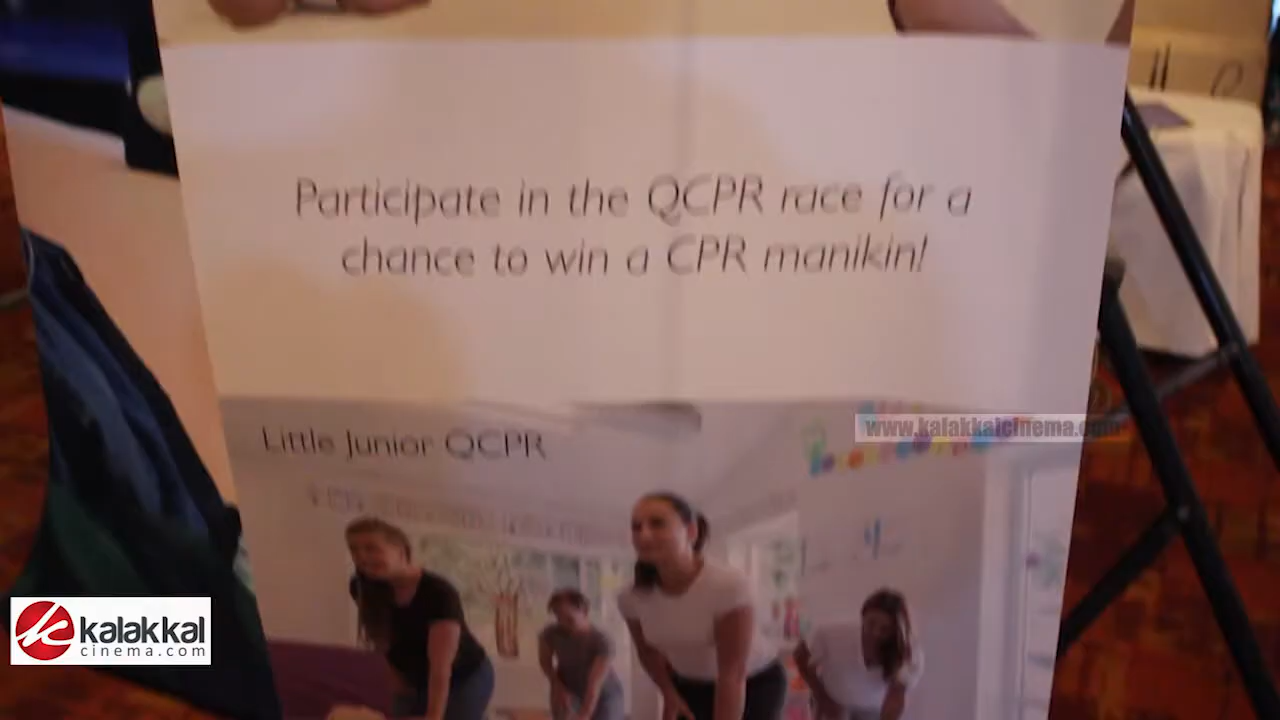 Participate in the QCPR race for a
chance to win a CPR manikin!
www.kalakkalcinema.com
Little Junior QCPR
kalakkal
cinema.com